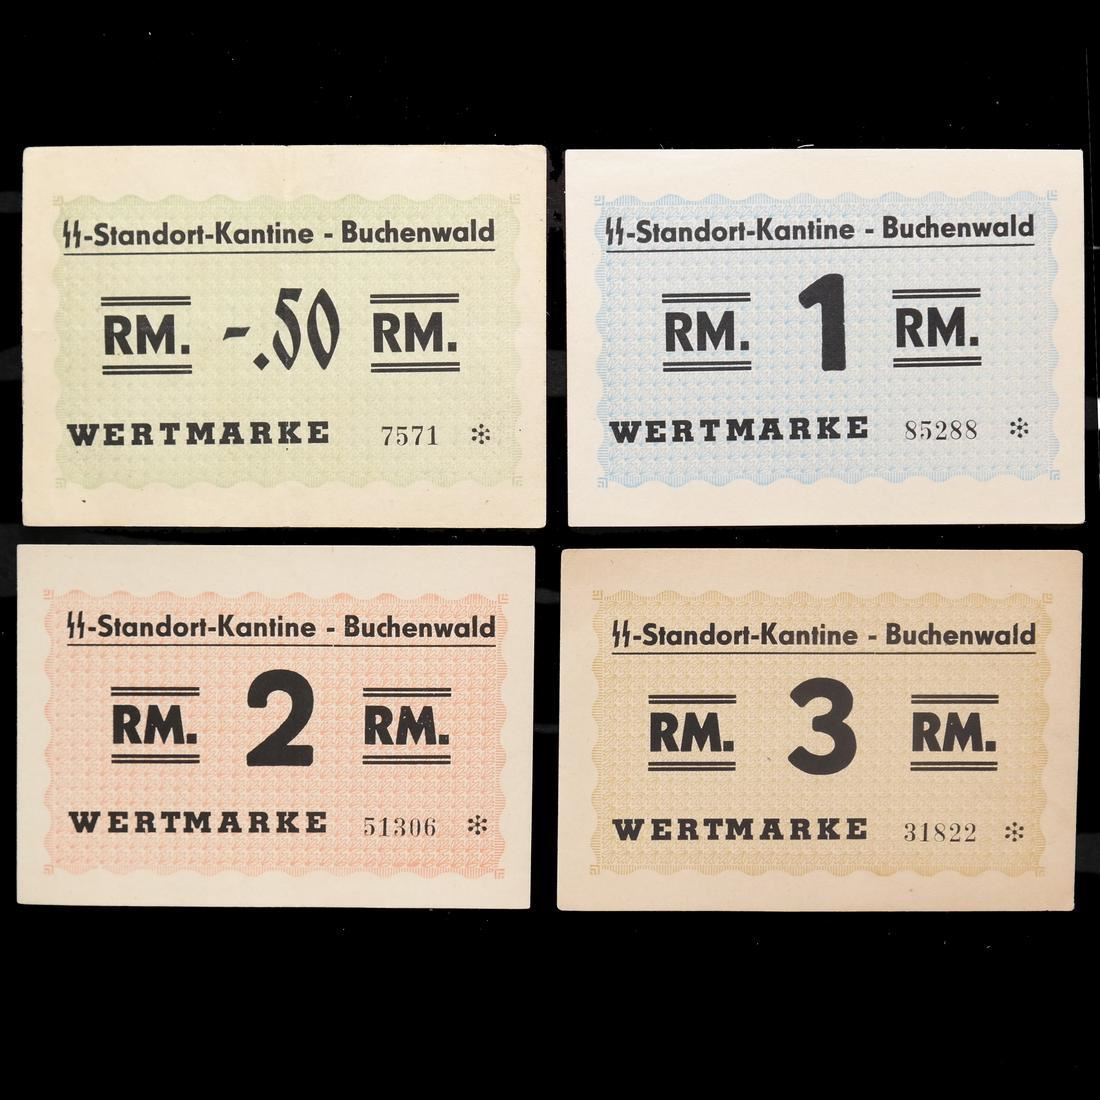 SS-Standort-Kantine - Buchenwald
RM. -.50 RM.
WERTMARKE 7571 *
SS-Standort-Kantine - Buchenwald
RM. 1 RM.
WERTMARKE 85288 *
SS-Standort-Kantine - Buchenwald
RM. 2 RM.
WERTMARKE 51306 *
SS-Standort-Kantine - Buchenwald
RM. 3 RM.
WERTMARKE 31822 *